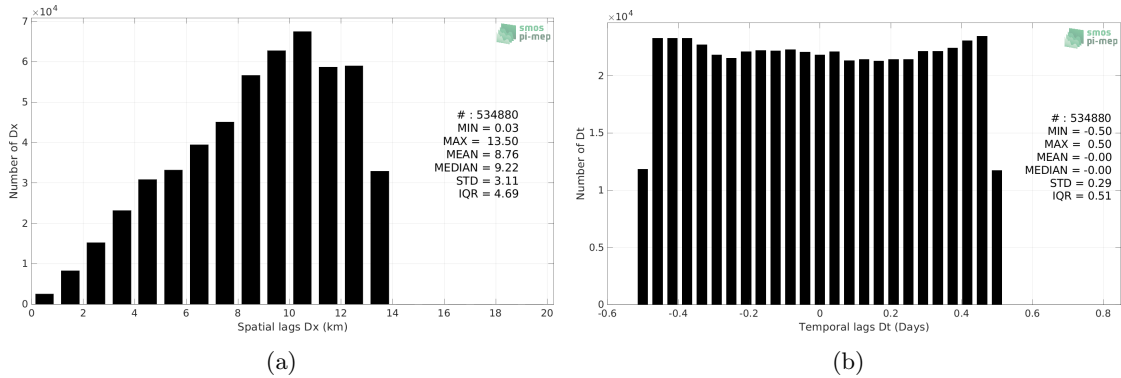 ×10⁴
7
6
5
4
3
2
1
0
Number of Dx
0 2 4 6 8 10 12 14 16 18 20
Spatial lags Dx (km)
smos
pi-mep
# : 534880
MIN = 0.03
MAX = 13.50
MEAN = 8.76
MEDIAN = 9.22
STD = 3.11
IQR = 4.69
(a)
×10⁴
2
1.5
1
0.5
0
Number of Dt
-0.6 -0.4 -0.2 0 0.2 0.4 0.6 0.8
Temporal lags Dt (Days)
smos
pi-mep
# : 534880
MIN = -0.50
MAX = 0.50
MEAN = -0.00
MEDIAN = -0.00
STD = 0.29
IQR = 0.51
(b)